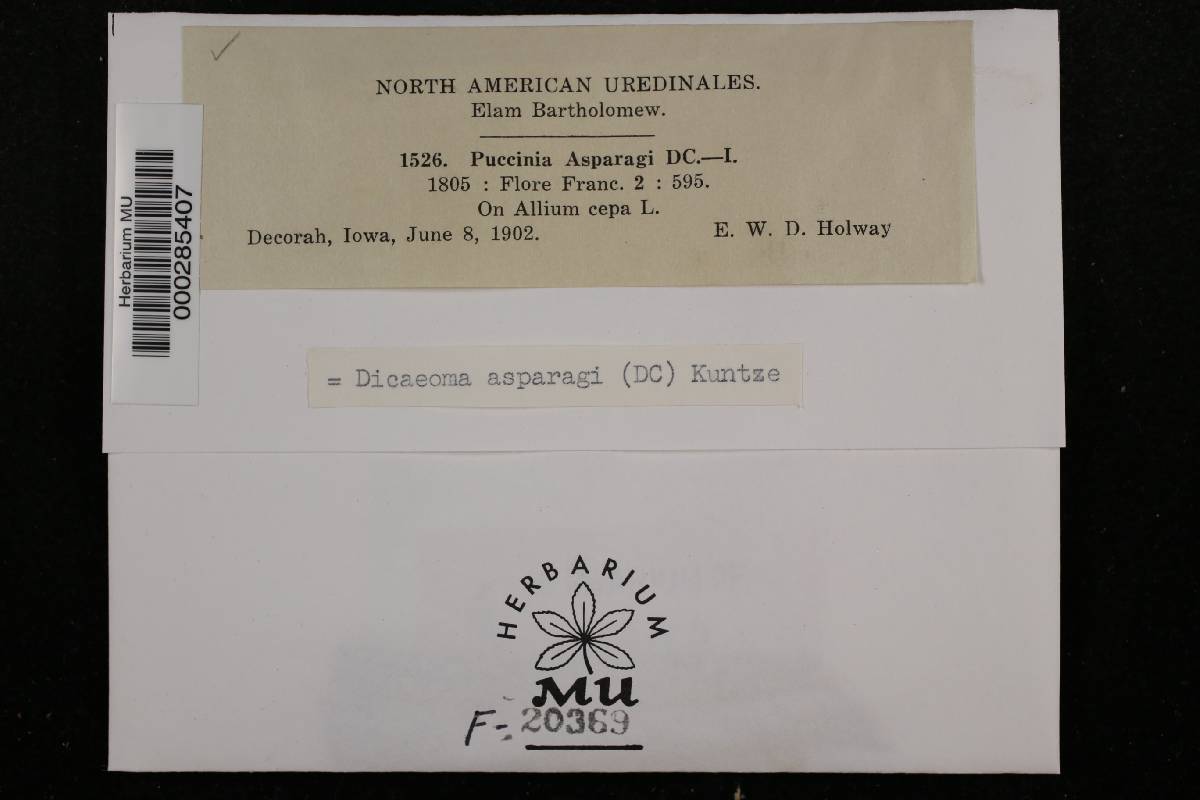 NORTH AMERICAN UREDINALES.
Elam Bartholomew.
1526. Puccinia Asparagi DC.—I.
1805 : Flore Franc. 2 : 595.
On Allium cepa L.
Decorah, Iowa, June 8, 1902. E. W. D. Holway
Herbarium MU
000285407
= Dicaeoma asparagi (DC) Kuntze
HERBARIUM
MU
F- 20369